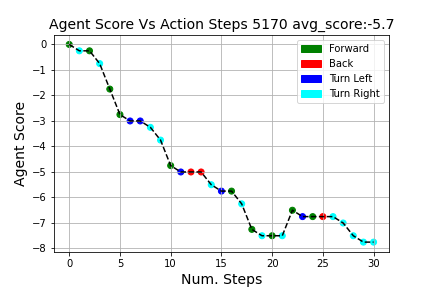 Agent Score Vs Action Steps 5170 avg_score:-5.7
Agent Score
0
−1
−2
−3
−4
−5
−6
−7
−8
Forward
Back
Turn Left
Turn Right
0 5 10 15 20 25 30
Num. Steps